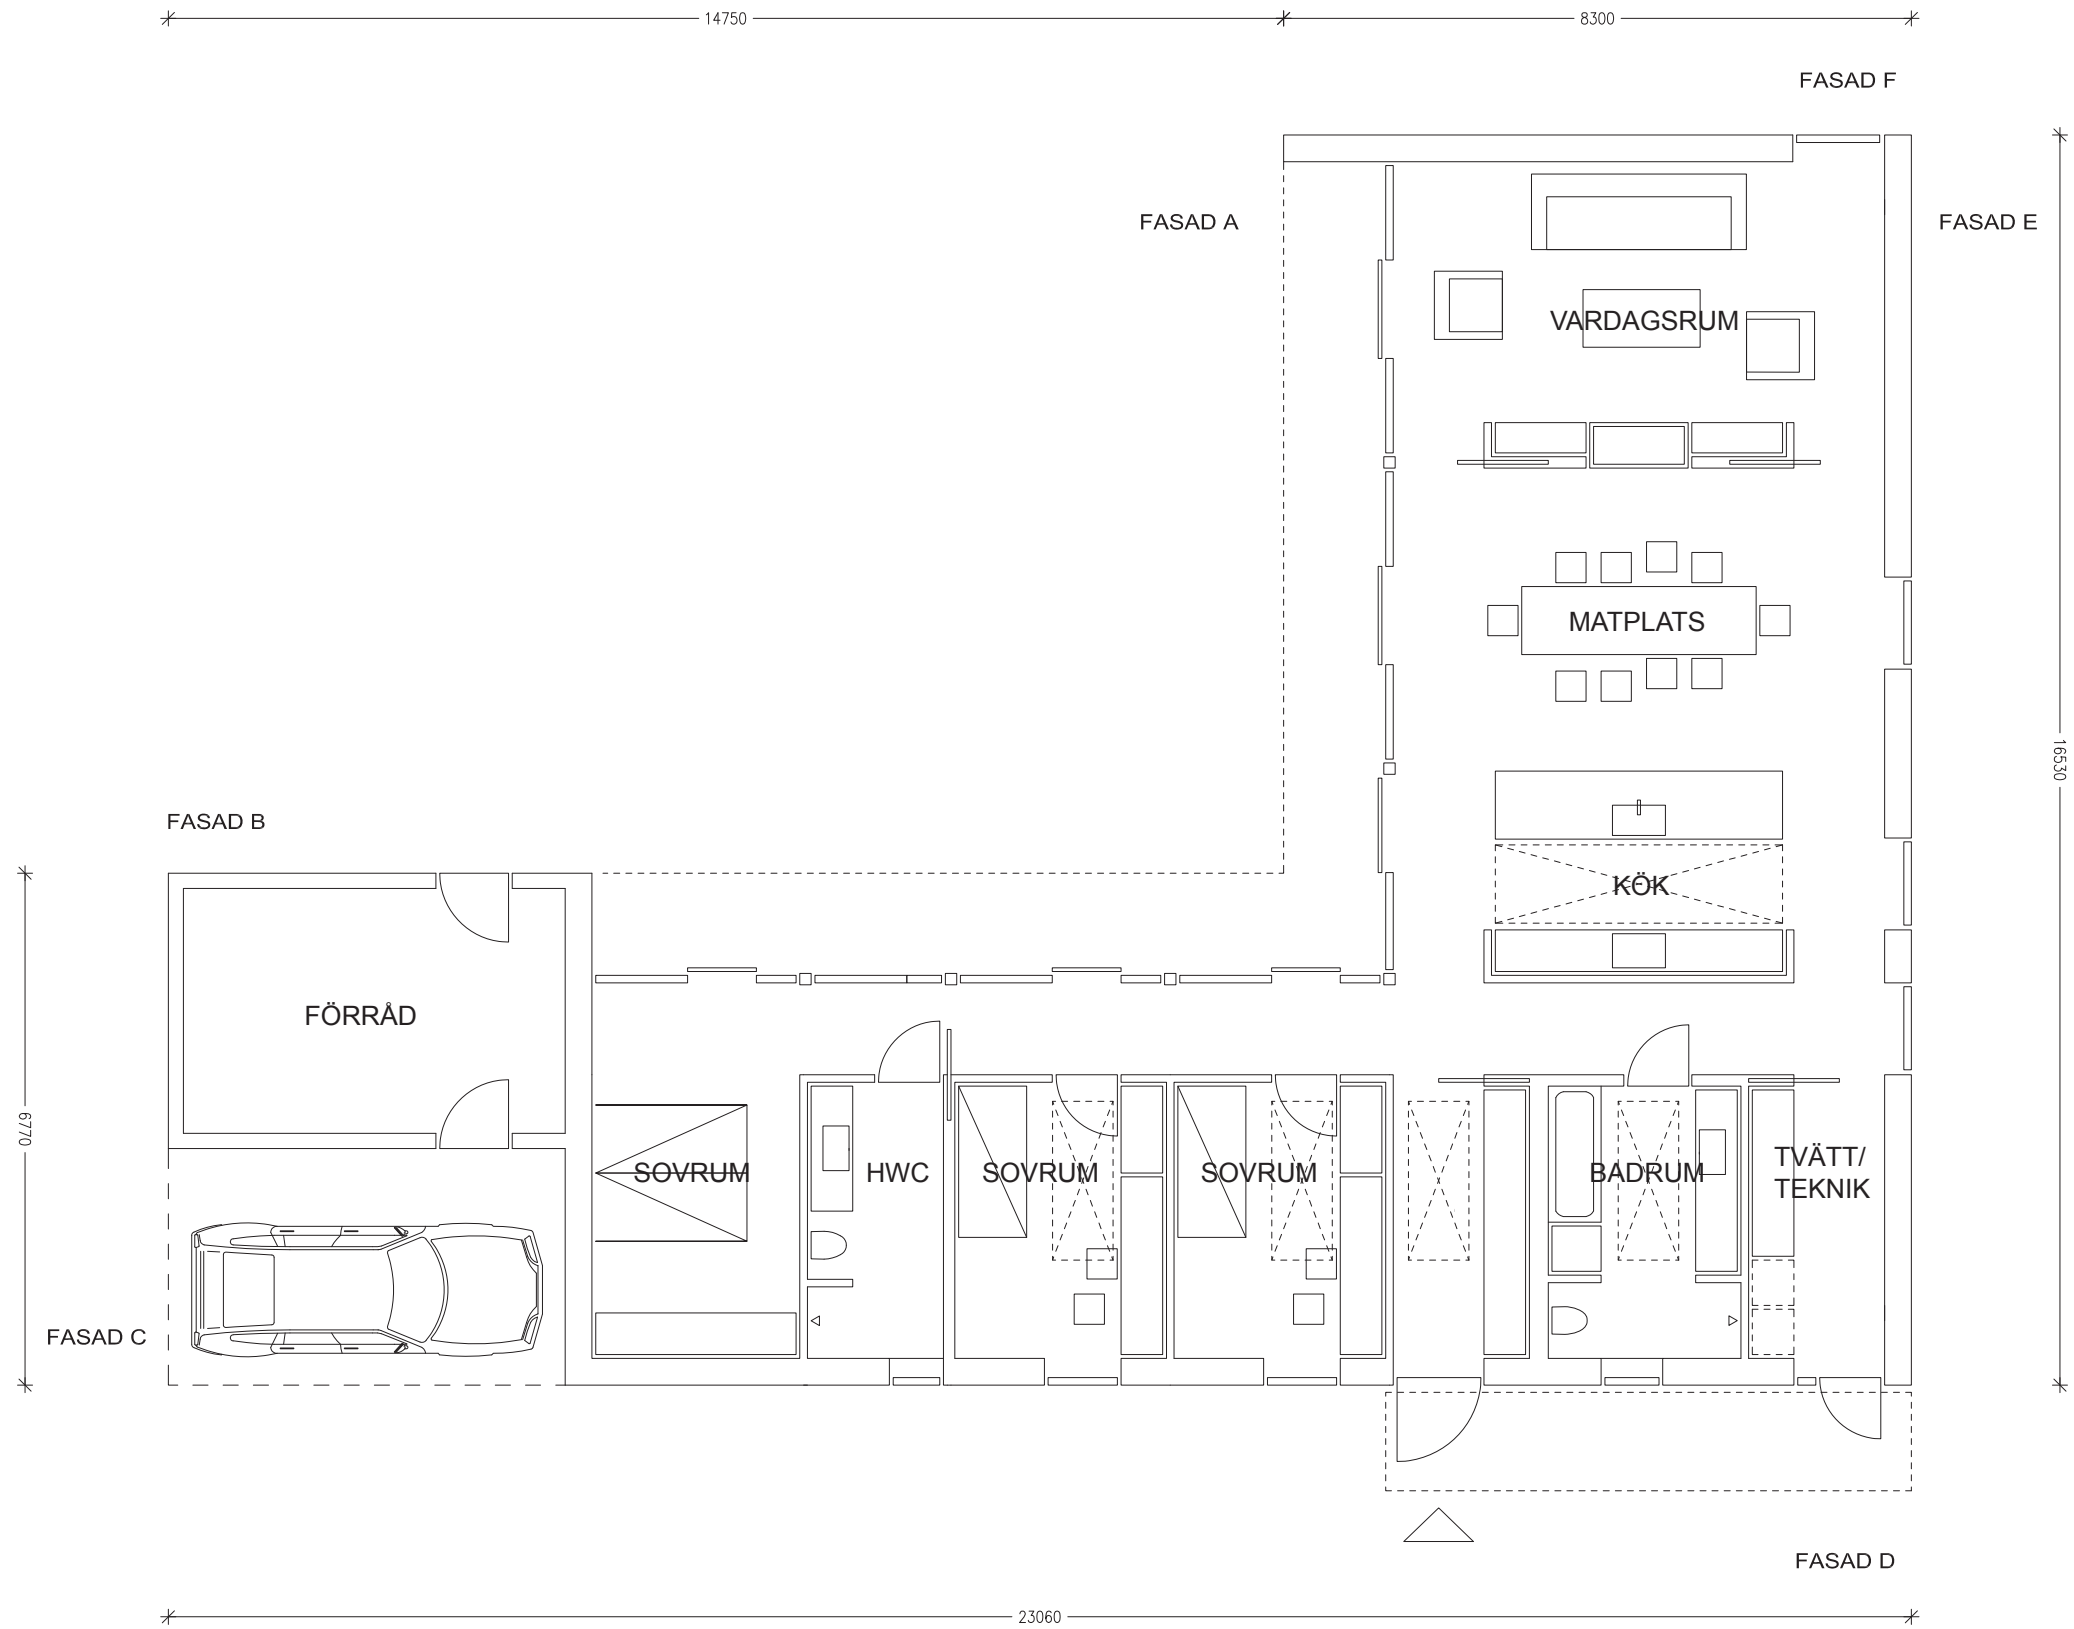 14750
8300
FASAD F
FASAD A
FASAD E
VARDAGSRUM
MATPLATS
16530
FASAD B
KÖK
FÖRRÅD
6770
SOVRUM
HWC
SOVRUM
SOVRUM
BADRUM
TVÄTT/
TEKNIK
FASAD C
FASAD D
23060